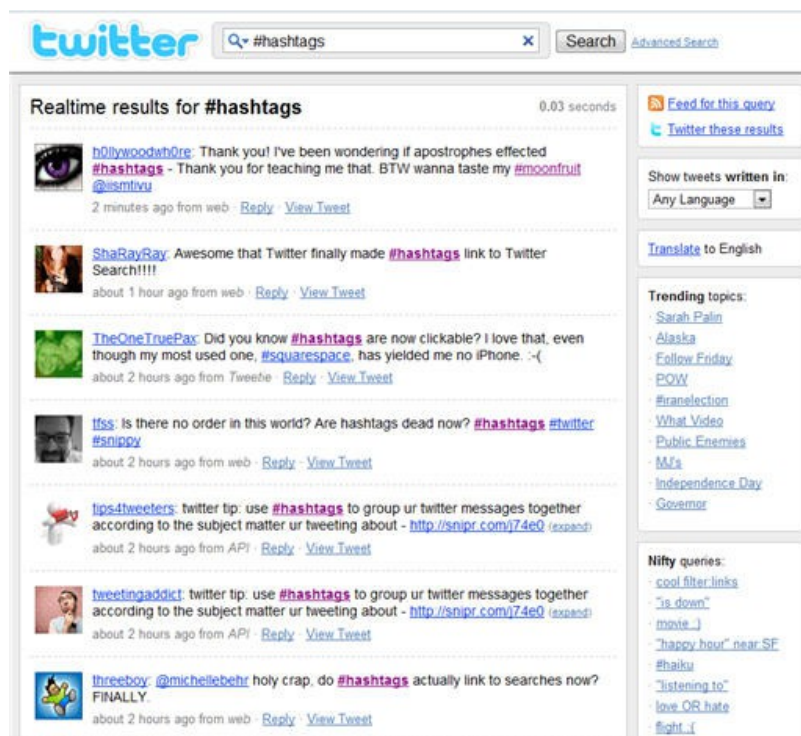 twitter
#hashtags
Search
Advanced Search
Realtime results for #hashtags
0.03 seconds
h0llywoodwh0re: Thank you! I've been wondering if apostrophes effected
#hashtags - Thank you for teaching me that. BTW wanna taste my #moonfruit
@iismtivu
2 minutes ago from web · Reply · View Tweet
ShaRayRay: Awesome that Twitter finally made #hashtags link to Twitter
Search!!!!
about 1 hour ago from web · Reply · View Tweet
TheOneTruePax: Did you know #hashtags are now clickable? I love that, even
though my most used one, #squarespace, has yielded me no iPhone. :-(
about 2 hours ago from Tweetie · Reply · View Tweet
tfss: Is there no order in this world? Are hashtags dead now? #hashtags #twitter
#snippy
about 2 hours ago from web · Reply · View Tweet
tips4tweeters: twitter tip: use #hashtags to group ur twitter messages together
according to the subject matter ur tweeting about - http://snipr.com/j74e0 (expand)
about 2 hours ago from API · Reply · View Tweet
tweetingaddict: twitter tip: use #hashtags to group ur twitter messages together
according to the subject matter ur tweeting about - http://snipr.com/j74e0 (expand)
about 2 hours ago from API · Reply · View Tweet
threeboy: @michellebehr holy crap, do #hashtags actually link to searches now?
FINALLY.
about 2 hours ago from web · Reply · View Tweet
Feed for this query
Twitter these results
Show tweets written in:
Any Language
Translate to English
Trending topics:
· Sarah Palin
· Alaska
· Follow Friday
· POW
· #iranelection
· What Video
· Public Enemies
· MJ's
· Independence Day
· Governor
Nifty queries:
· cool filter:links
· "is down"
· movie :)
· "happy hour" near:SF
· #haiku
· "listening to"
· love OR hate
· flight :(